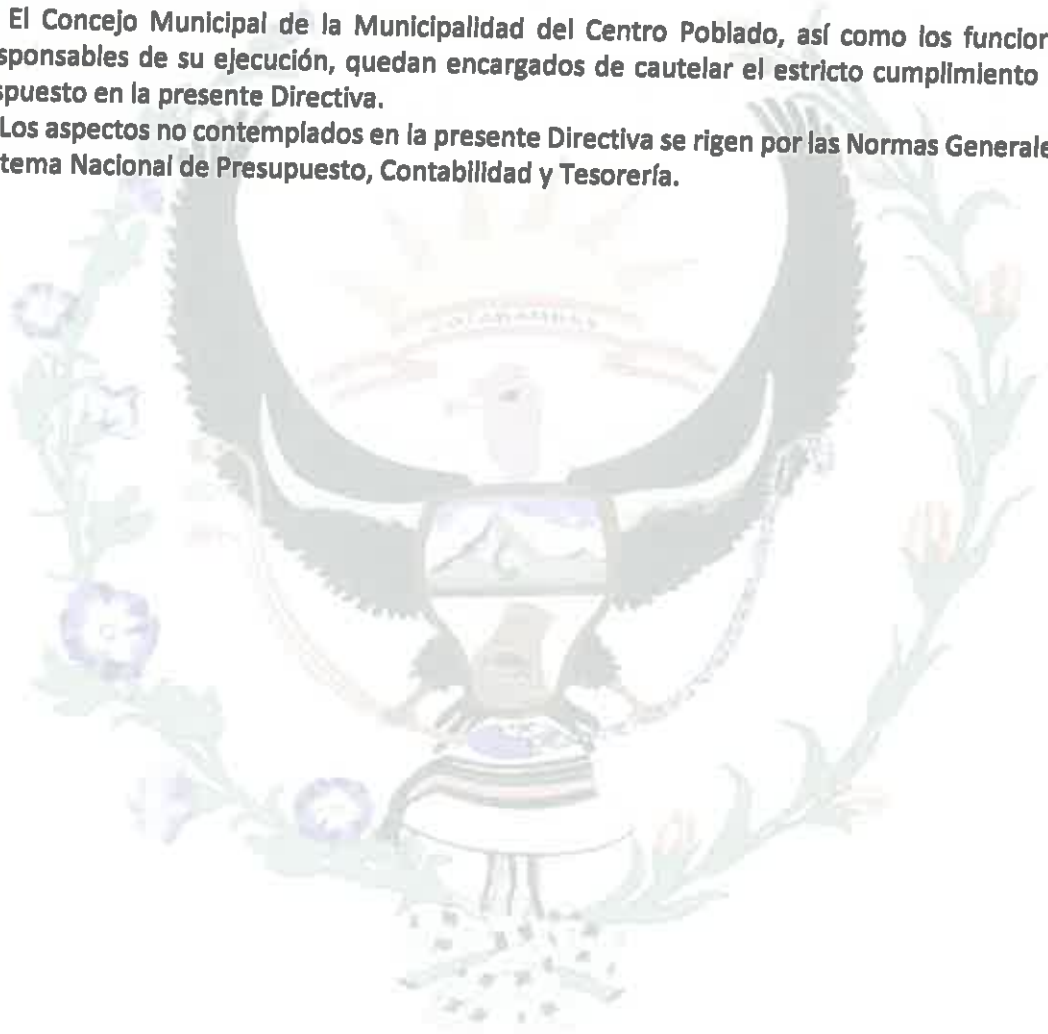 El Concejo Municipal de la Municipalidad del Centro Poblado, así como los funcior
sponsables de su ejecución, quedan encargados de cautelar el estricto cumplimiento
spuesto en la presente Directiva.
Los aspectos no contemplados en la presente Directiva se rigen por las Normas Generale
tema Nacional de Presupuesto, Contabilidad y Tesorería.
COTABAMBAS